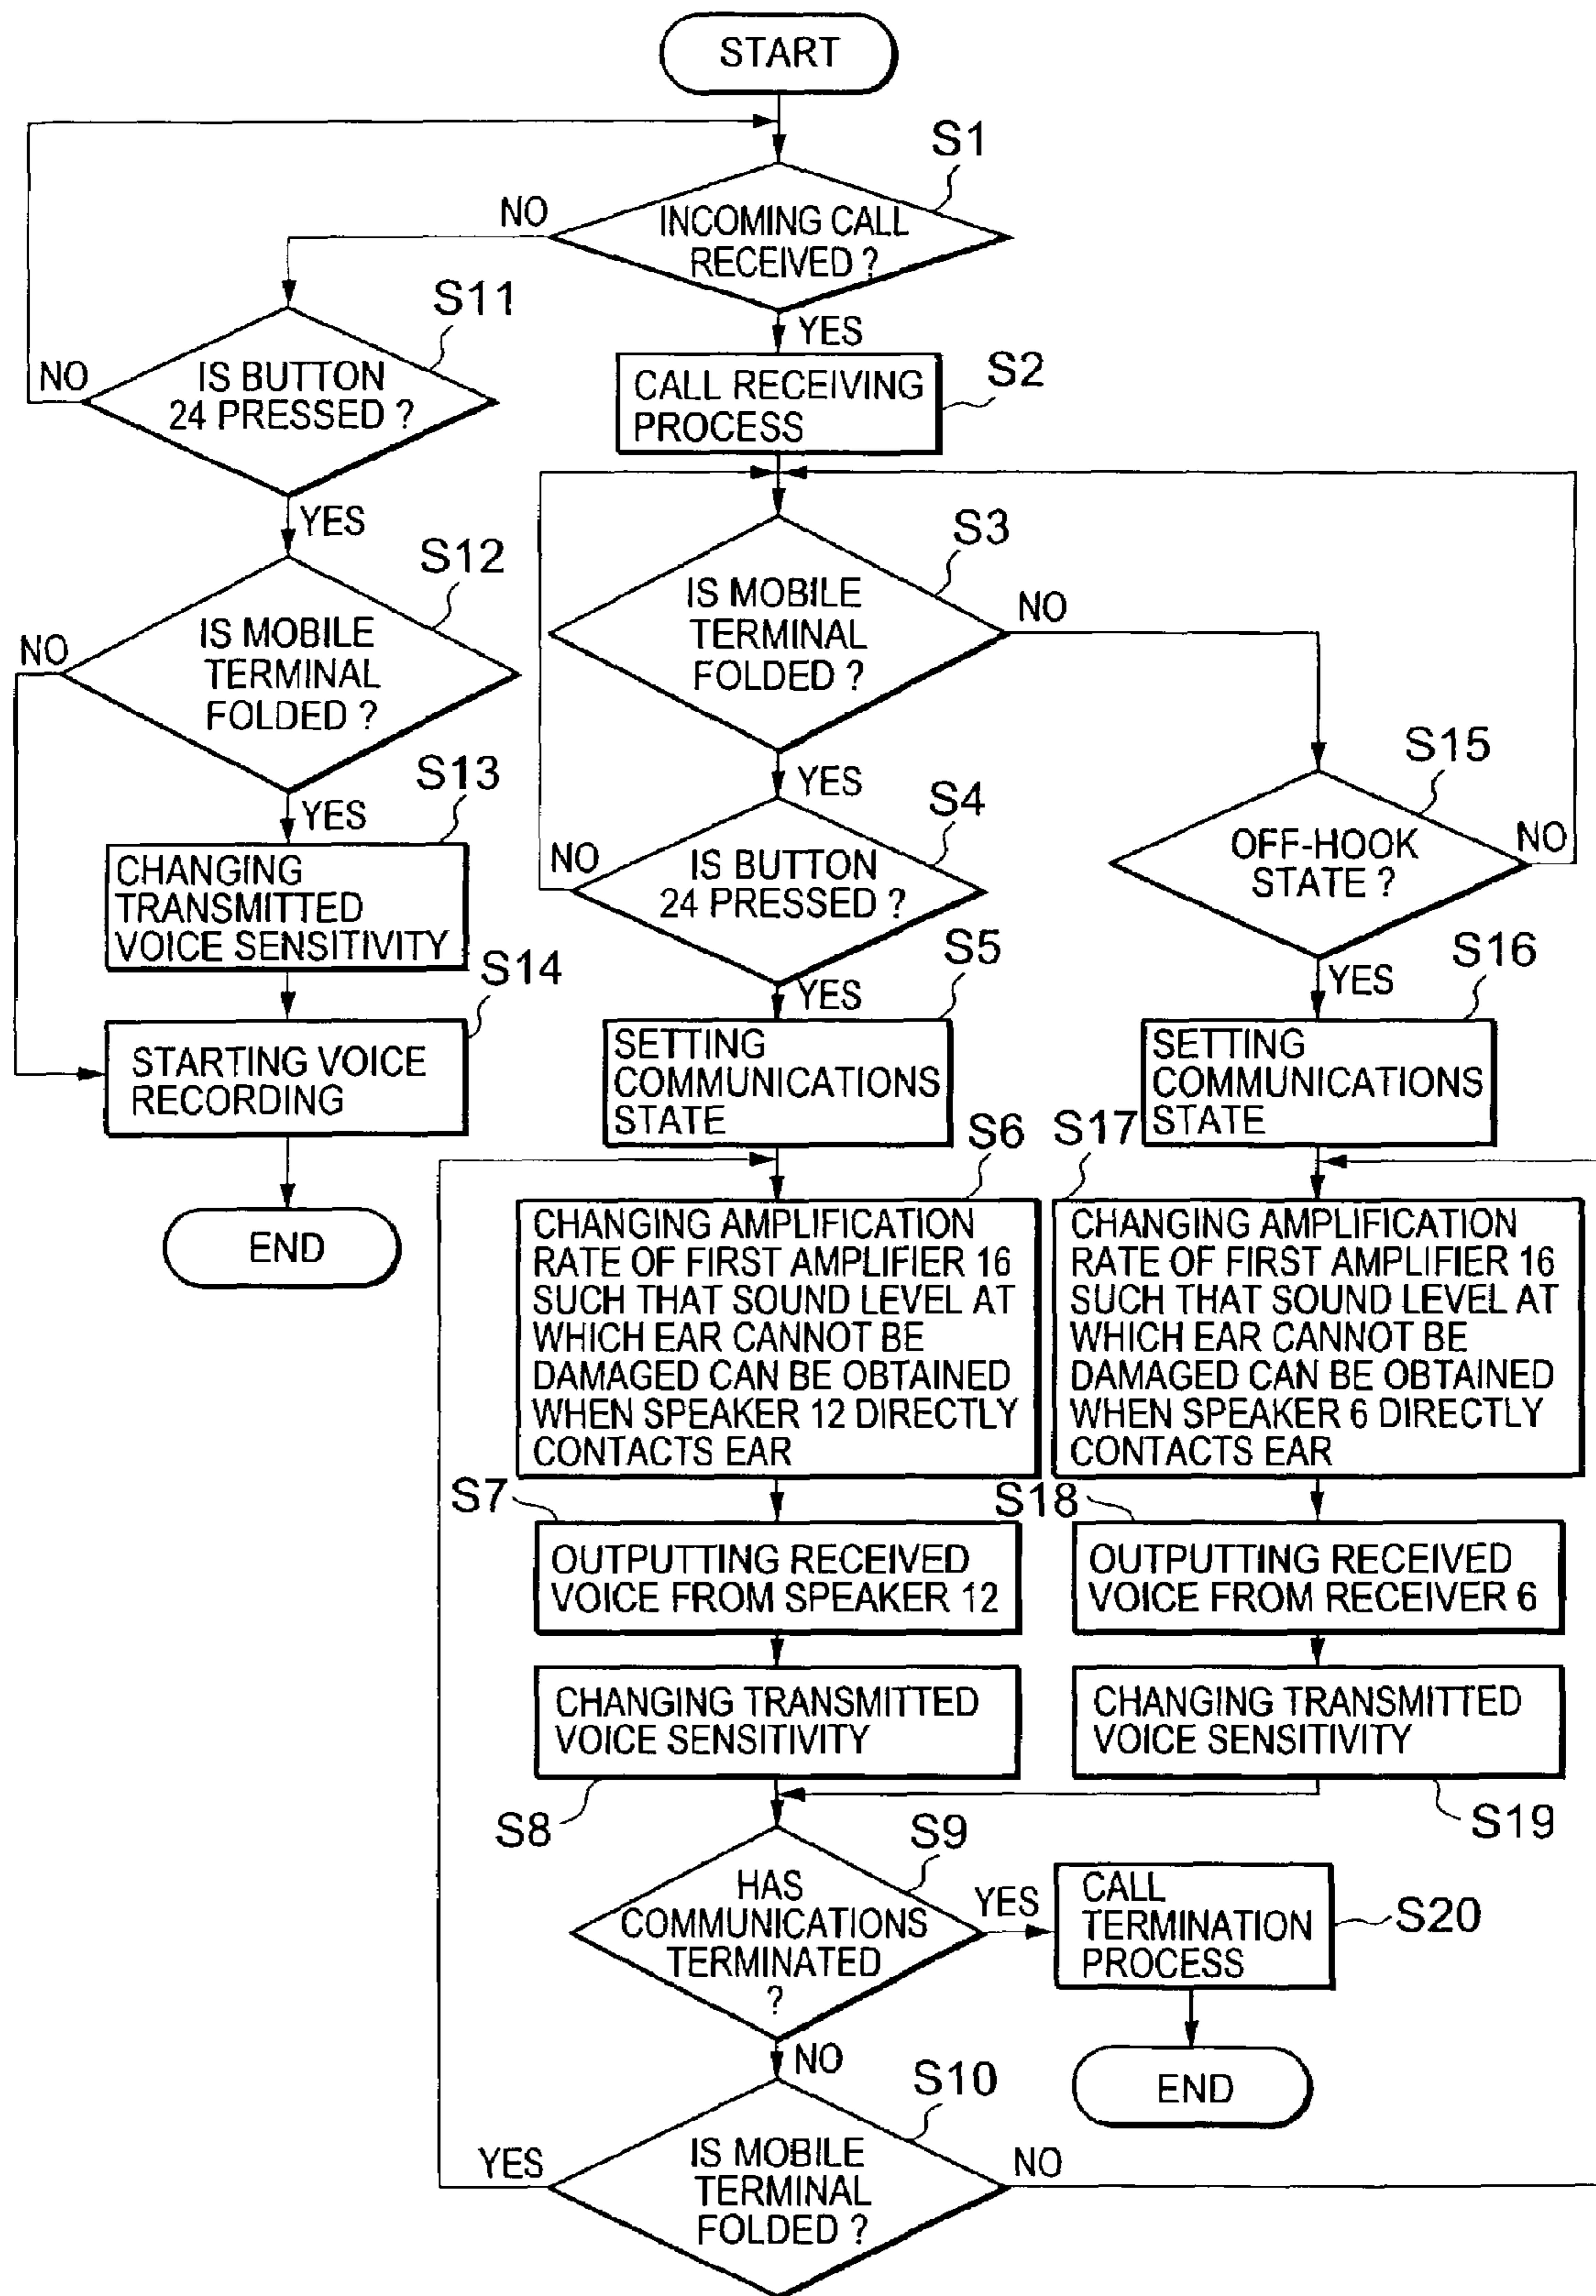 START
S1
NO
INCOMING CALL
RECEIVED ?
YES
S11
NO
IS BUTTON
24 PRESSED ?
YES
S2
CALL RECEIVING
PROCESS
S12
NO
IS MOBILE
TERMINAL
FOLDED ?
YES
S3
IS MOBILE
TERMINAL
FOLDED ?
NO
YES
S13
CHANGING
TRANSMITTED
VOICE SENSITIVITY
S4
NO
IS BUTTON
24 PRESSED ?
YES
S15
OFF-HOOK
STATE ?
NO
YES
S14
STARTING VOICE
RECORDING
END
S5
SETTING
COMMUNICATIONS
STATE
S16
SETTING
COMMUNICATIONS
STATE
S6
CHANGING AMPLIFICATION
RATE OF FIRST AMPLIFIER 16
SUCH THAT SOUND LEVEL AT
WHICH EAR CANNOT BE
DAMAGED CAN BE OBTAINED
WHEN SPEAKER 12 DIRECTLY
CONTACTS EAR
S17
CHANGING AMPLIFICATION
RATE OF FIRST AMPLIFIER 16
SUCH THAT SOUND LEVEL AT
WHICH EAR CANNOT BE
DAMAGED CAN BE OBTAINED
WHEN SPEAKER 6 DIRECTLY
CONTACTS EAR
S7
OUTPUTTING RECEIVED
VOICE FROM SPEAKER 12
S18
OUTPUTTING RECEIVED
VOICE FROM RECEIVER 6
CHANGING TRANSMITTED
VOICE SENSITIVITY
S8
CHANGING TRANSMITTED
VOICE SENSITIVITY
S19
S9
HAS
COMMUNICATIONS
TERMINATED
?
YES
NO
CALL
TERMINATION
PROCESS
S20
END
S10
YES
IS MOBILE
TERMINAL
FOLDED ?
NO